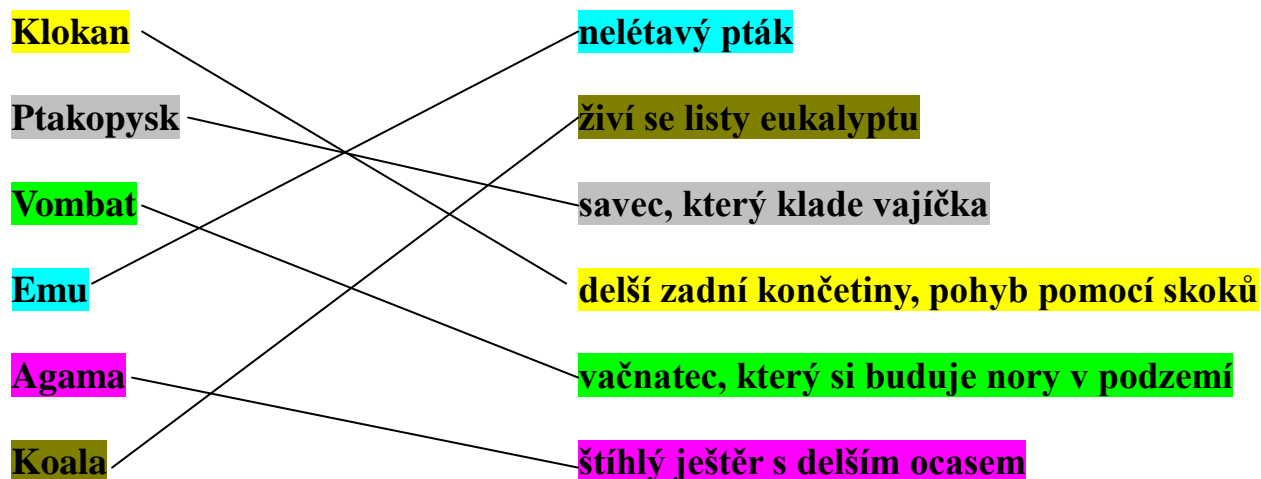 Klokan nelétavý pták
Ptakopysk živí se listy eukalyptu
Vombat savec, který klade vajíčka
Emu delší zadní končetiny, pohyb pomocí skoků
Agama vačnatec, který si buduje nory v podzemí
Koala štíhlý ještěr s delším ocasem